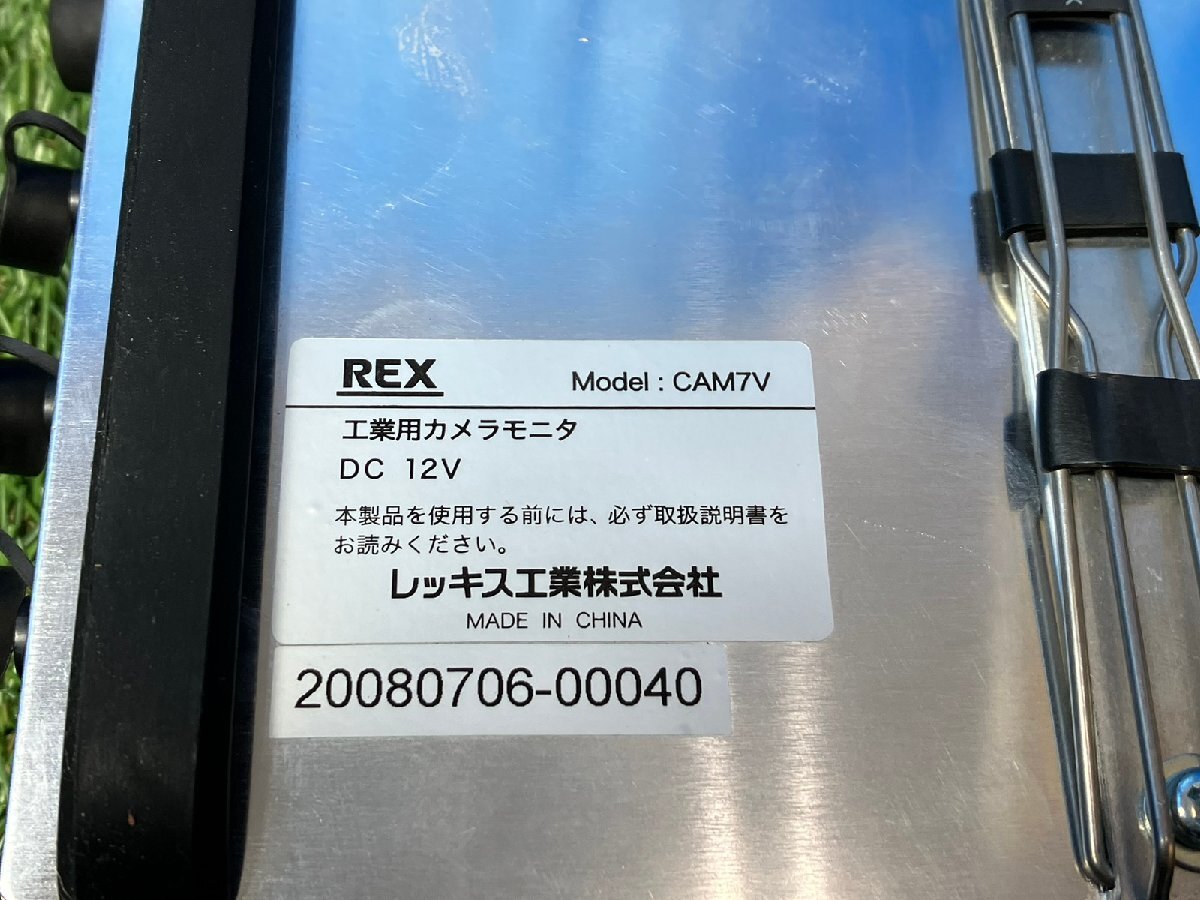 REX
Model : CAM7V
工業用カメラモニタ
DC 12V
本製品を使用する前には、必ず取扱説明書を
お読みください。
レッキス工業株式会社
MADE IN CHINA
20080706-00040